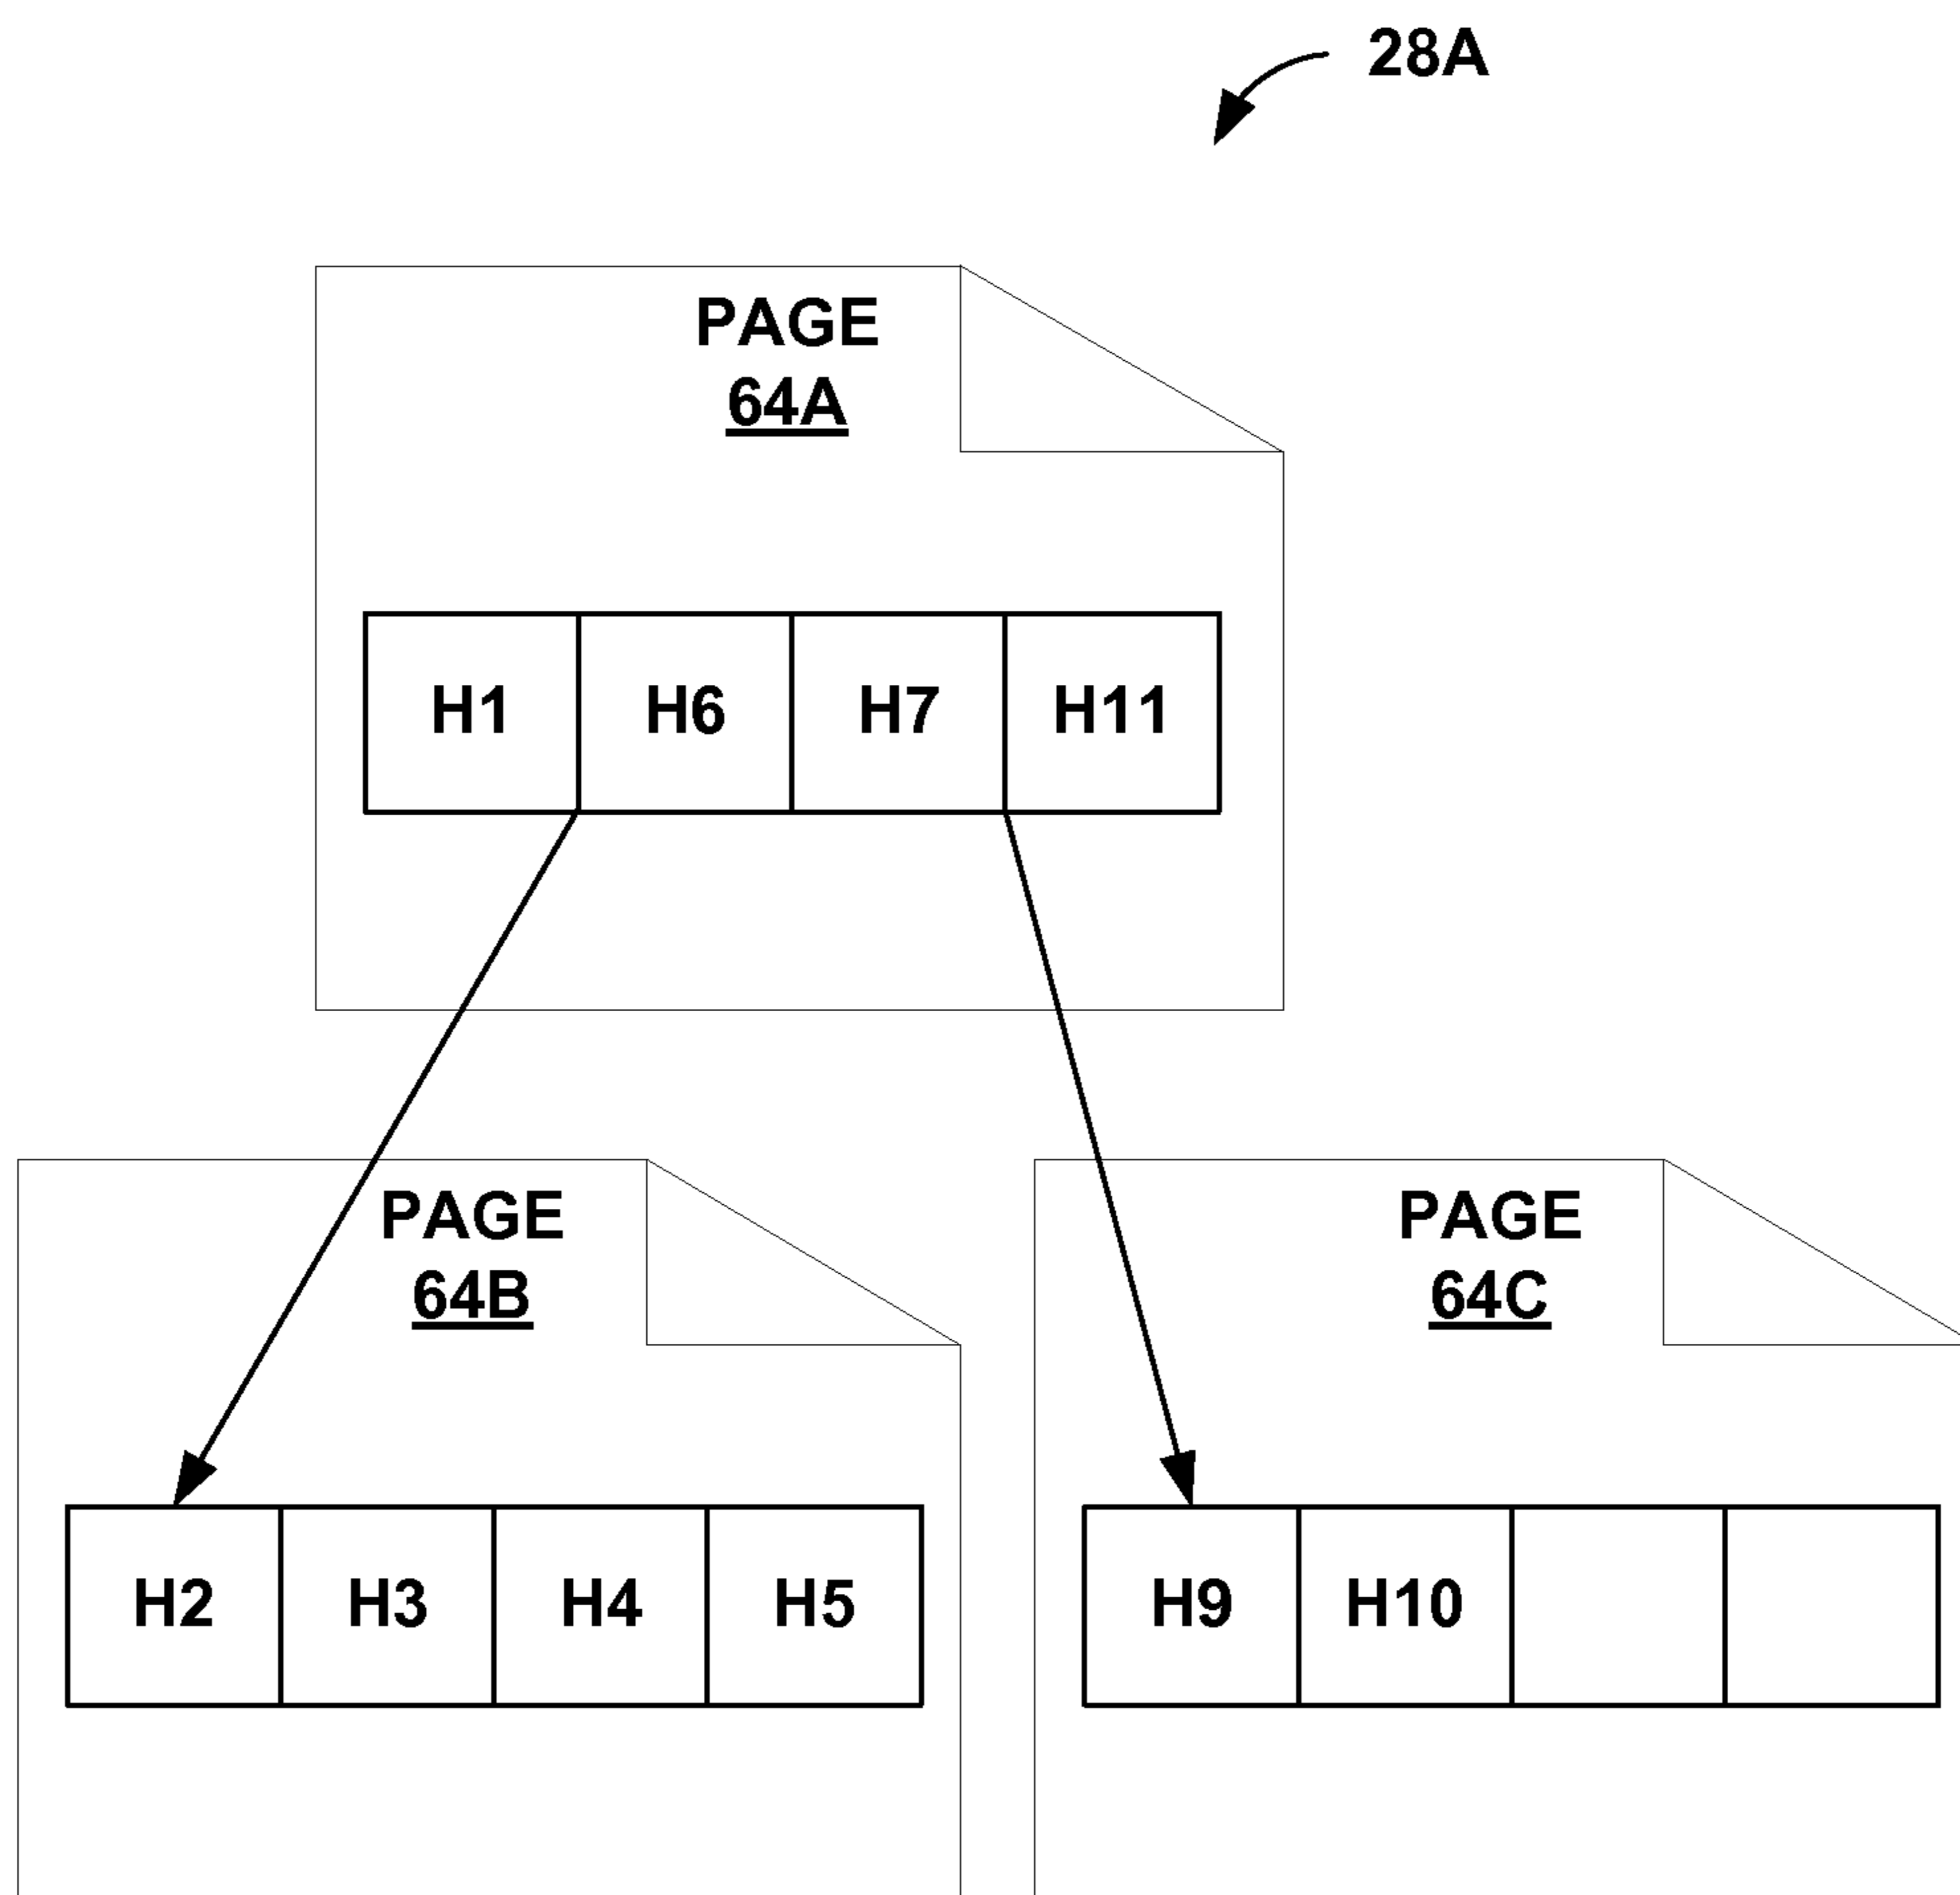 28A
PAGE
64A
H1 H6 H7 H11
PAGE
64B
PAGE
64C
H2 H3 H4 H5
H9 H10